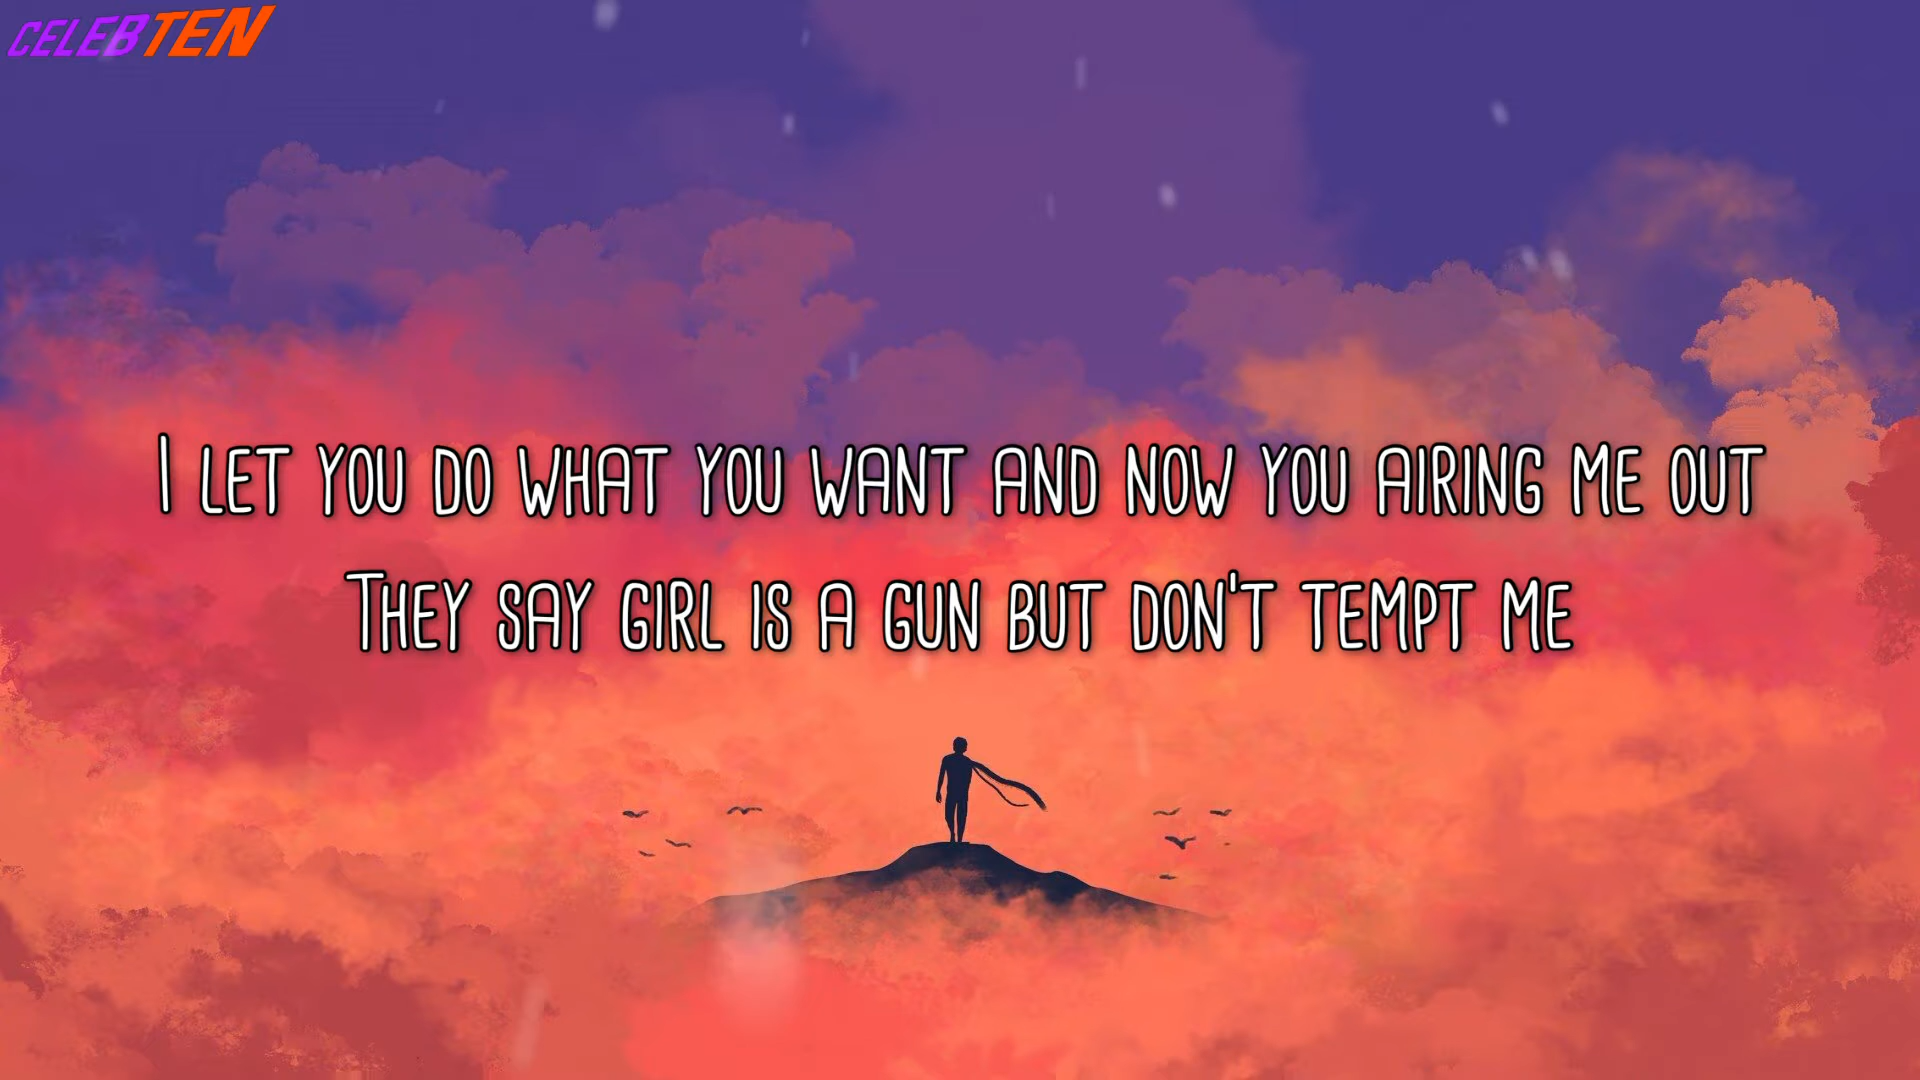 CELEBTEN
I LET YOU DO WHAT YOU WANT AND NOW YOU AIRING ME OUT
THEY SAY GIRL IS A GUN BUT DON'T TEMPT ME